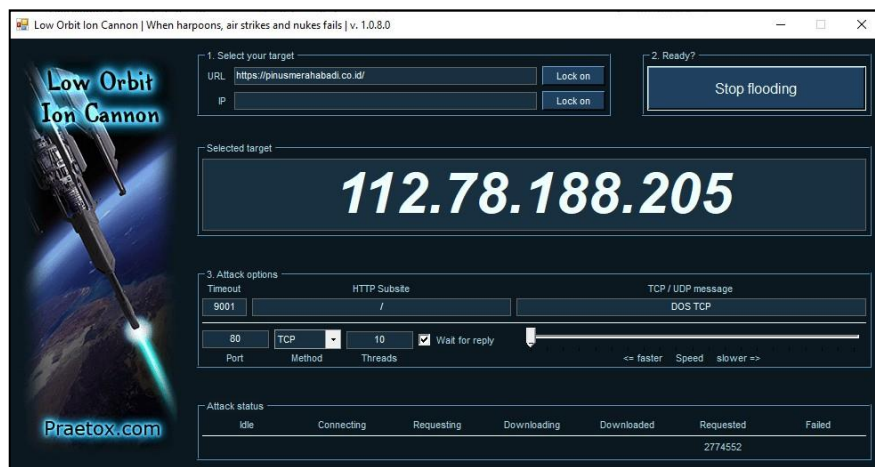 Low Orbit Ion Cannon | When harpoons, air strikes and nukes fails | v. 1.0.8.0
Low Orbit
Ion Cannon
Praetox.com
1. Select your target
URL https://pinusmerahabadi.co.id/ Lock on
IP Lock on
2. Ready?
Stop flooding
Selected target
112.78.188.205
3. Attack options
Timeout HTTP Subsite TCP / UDP message
9001 / DOS TCP
80 TCP 10 Wait for reply
Port Method Threads <= faster Speed slower =>
Attack status
Idle Connecting Requesting Downloading Downloaded Requested Failed
2774552